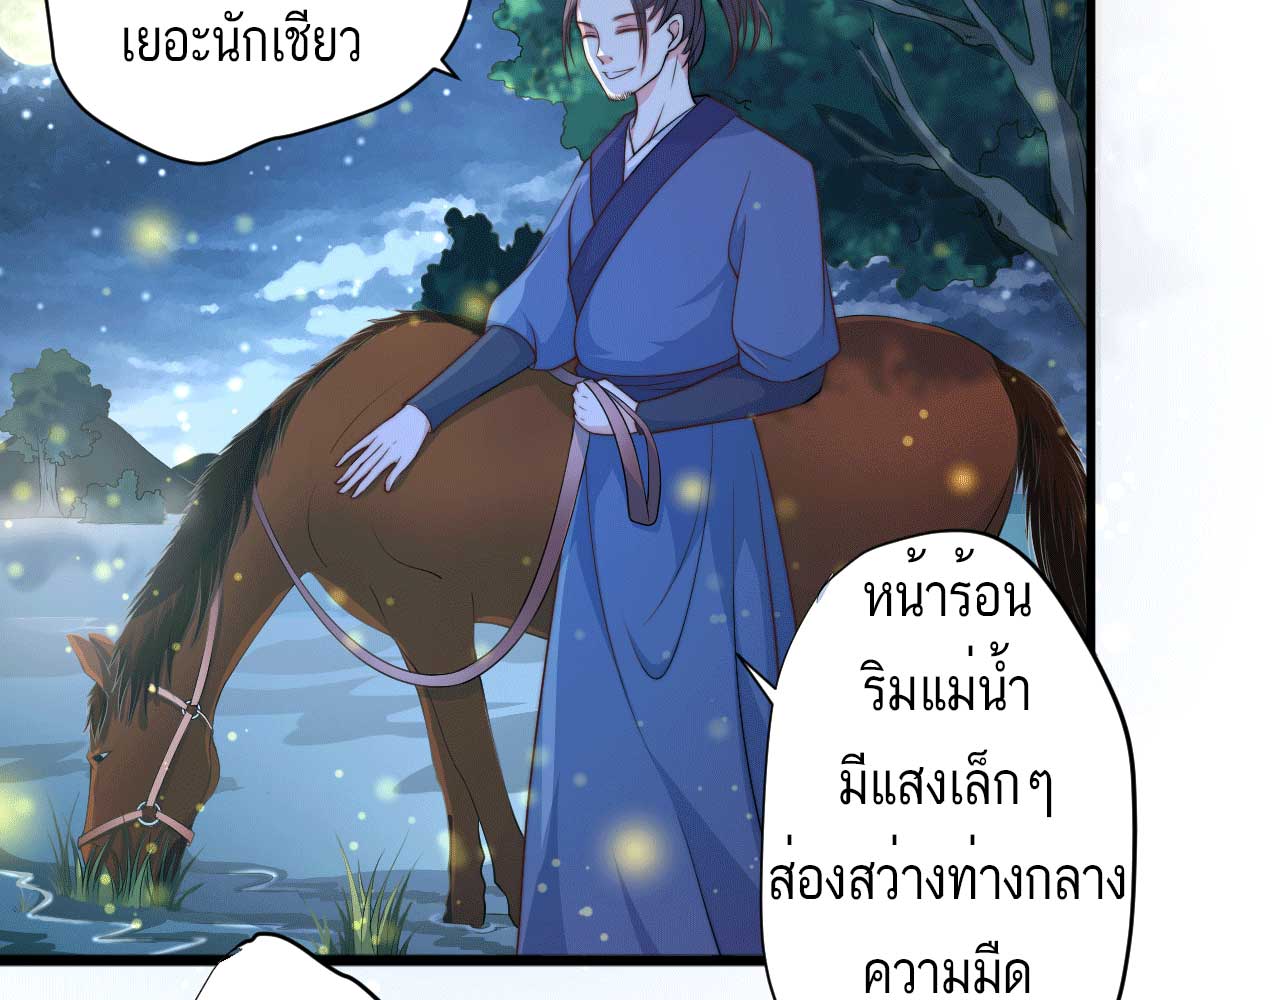 เยอะนักเชียว
หน้าร้อน
ริมแม่น้ำ
มีแสงเล็กๆ
ส่องสว่างท่างกลาง
ความมืด